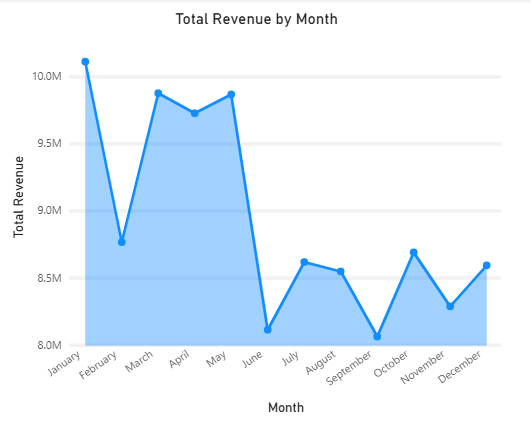 Total Revenue by Month
Total Revenue
10.0M
9.5M
9.0M
8.5M
8.0M
January
February
March
April
May
June
July
August
September
October
November
December
Month